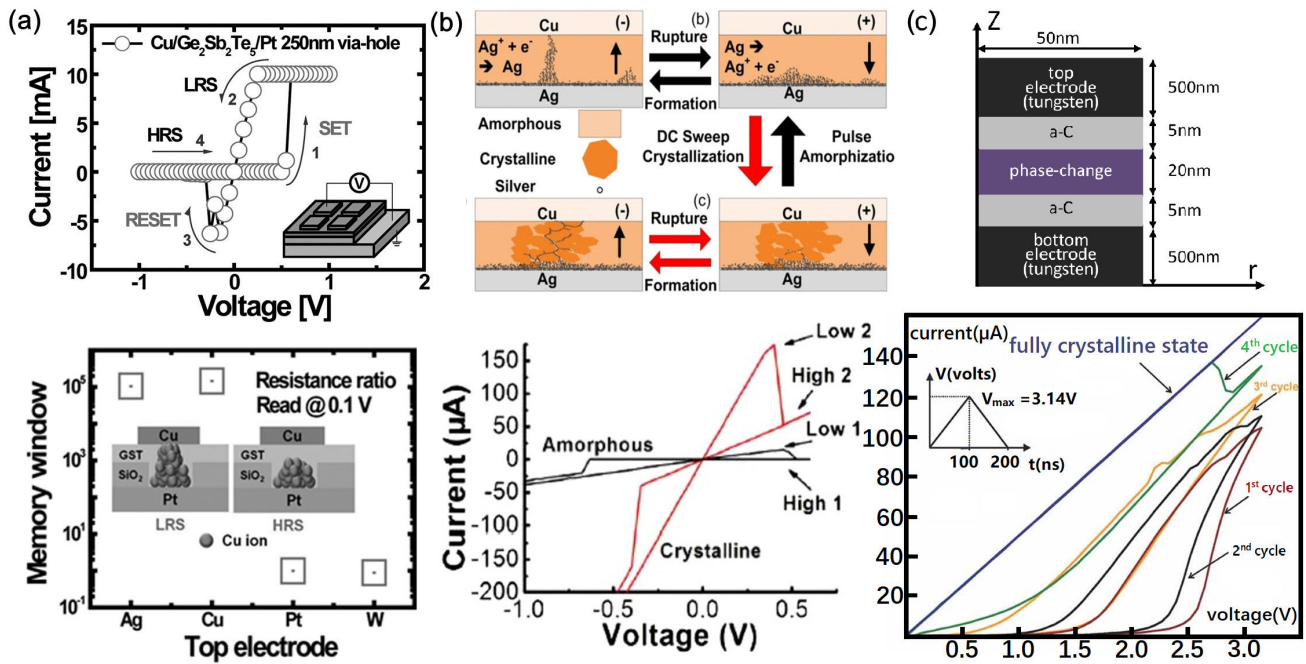 (a)
15
10
5
0
-5
-10
Current [mA]
Cu/Ge2Sb2Te5/Pt 250nm via-hole
LRS
2
HRS
4
SET
1
RESET
3
V
-1
0
1
2
Voltage [V]
(b)
Cu
(-)
Ag+ + e-
➔ Ag
Ag
Rupture
(b)
Formation
Cu
(+)
Ag ➔
Ag+ + e-
Ag
Amorphous
Crystalline
Silver
DC Sweep
Crystallization
Pulse
Amorphizatio
Cu
(-)
Ag
(c)
Rupture
Formation
Cu
(+)
Ag
(c)
Z
50nm
top
electrode
(tungsten)
500nm
a-C
5nm
phase-change
20nm
a-C
5nm
bottom
electrode
(tungsten)
500nm
r
Memory window
10^5
10^3
10^1
10^-1
Resistance ratio
Read @ 0.1 V
Cu
GST
SiO2
Pt
LRS
Cu
GST
SiO2
Pt
HRS
Cu ion
Ag
Cu
Pt
W
Top electrode
Current (µA)
150
100
50
0
-50
-100
-150
-200
Low 2
High 2
Low 1
High 1
Amorphous
Crystalline
-1.0
-0.5
0.0
0.5
Voltage (V)
current(µA)
140
120
100
80
60
40
20
fully crystalline state
4th cycle
3rd cycle
1st cycle
2nd cycle
V(volts)
Vmax =3.14V
100
200
t(ns)
voltage(V)
0.5
1.0
1.5
2.0
2.5
3.0